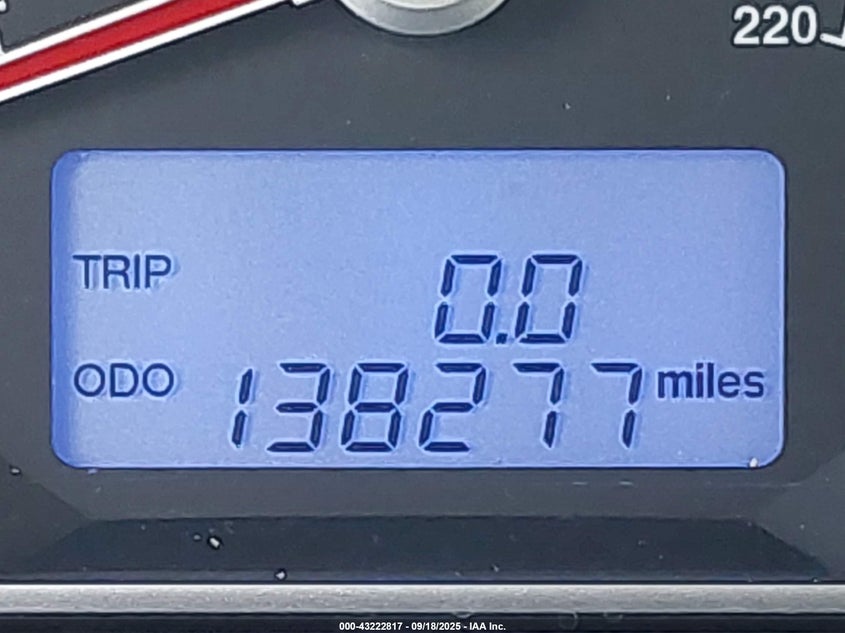 220
TRIP 0.0
ODO 138277 miles
000-43222817 - 09/18/2025 - IAA Inc.